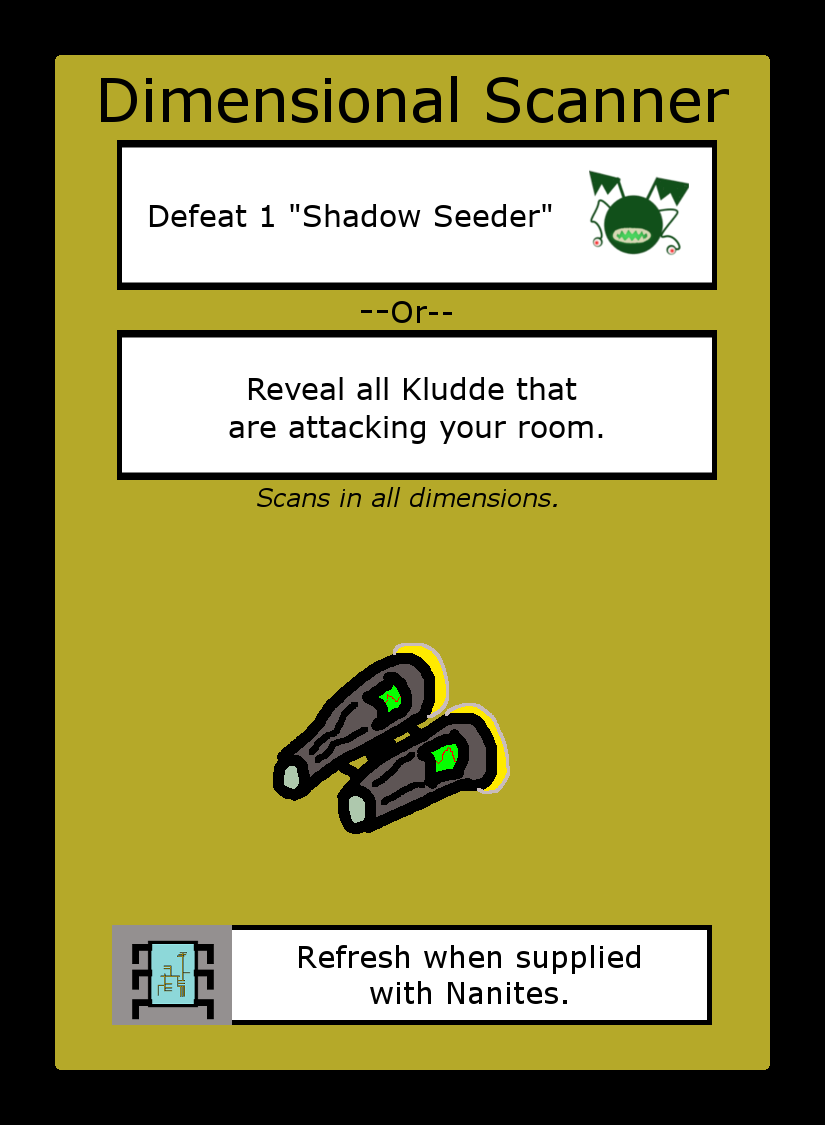 Dimensional Scanner
Defeat 1 "Shadow Seeder"
--Or--
Reveal all Kludde that
are attacking your room.
Scans in all dimensions.
Refresh when supplied
with Nanites.